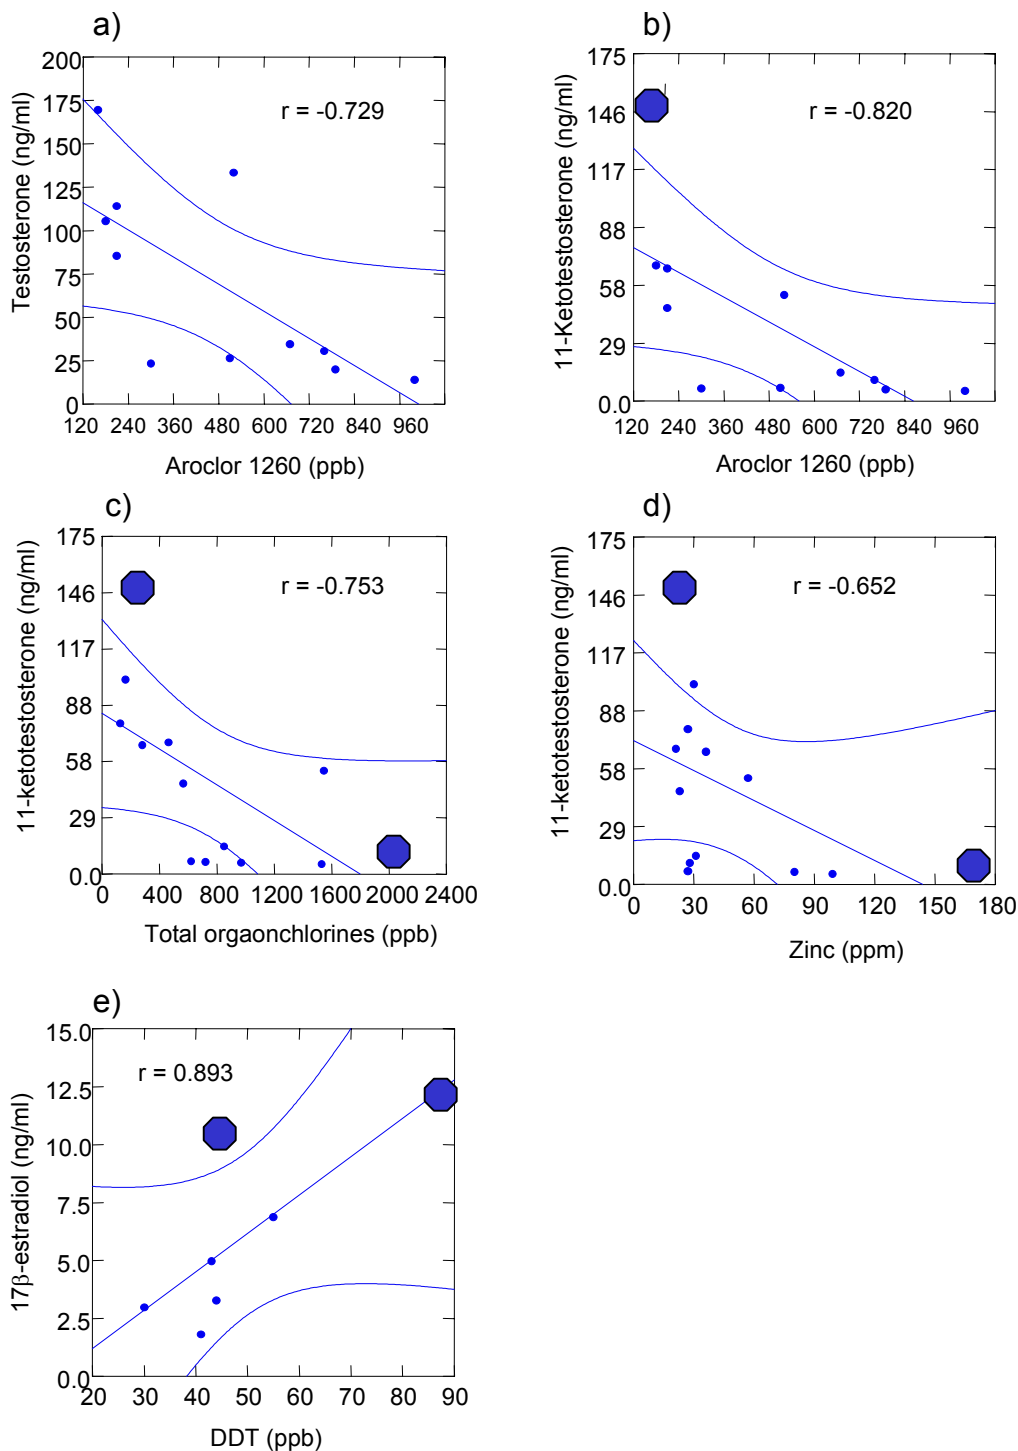 a)
200
175
150
125
100
75
50
25
0
120 240 360 480 600 720 840 960
Testosterone (ng/ml)
r = -0.729
Aroclor 1260 (ppb)
b)
175
146
117
88
58
29
0.0
120 240 360 480 600 720 840 960
11-Ketotestosterone (ng/ml)
r = -0.820
Aroclor 1260 (ppb)
c)
175
146
117
88
58
29
0.0
0 400 800 1200 1600 2000 2400
11-ketotestosterone (ng/ml)
r = -0.753
Total orgaonchlorines (ppb)
d)
175
146
117
88
58
29
0.0
0 30 60 90 120 150 180
11-ketotestosterone (ng/ml)
r = -0.652
Zinc (ppm)
e)
15.0
12.5
10.0
7.5
5.0
2.5
0.0
20 30 40 50 60 70 80 90
17β-estradiol (ng/ml)
r = 0.893
DDT (ppb)